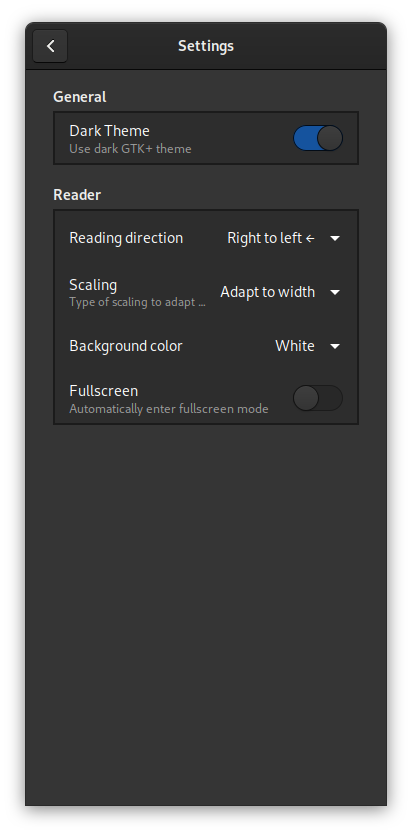 Settings
General
Dark Theme
Use dark GTK+ theme
Reader
Reading direction Right to left ←
Scaling
Type of scaling to adapt ...
Adapt to width
Background color White
Fullscreen
Automatically enter fullscreen mode